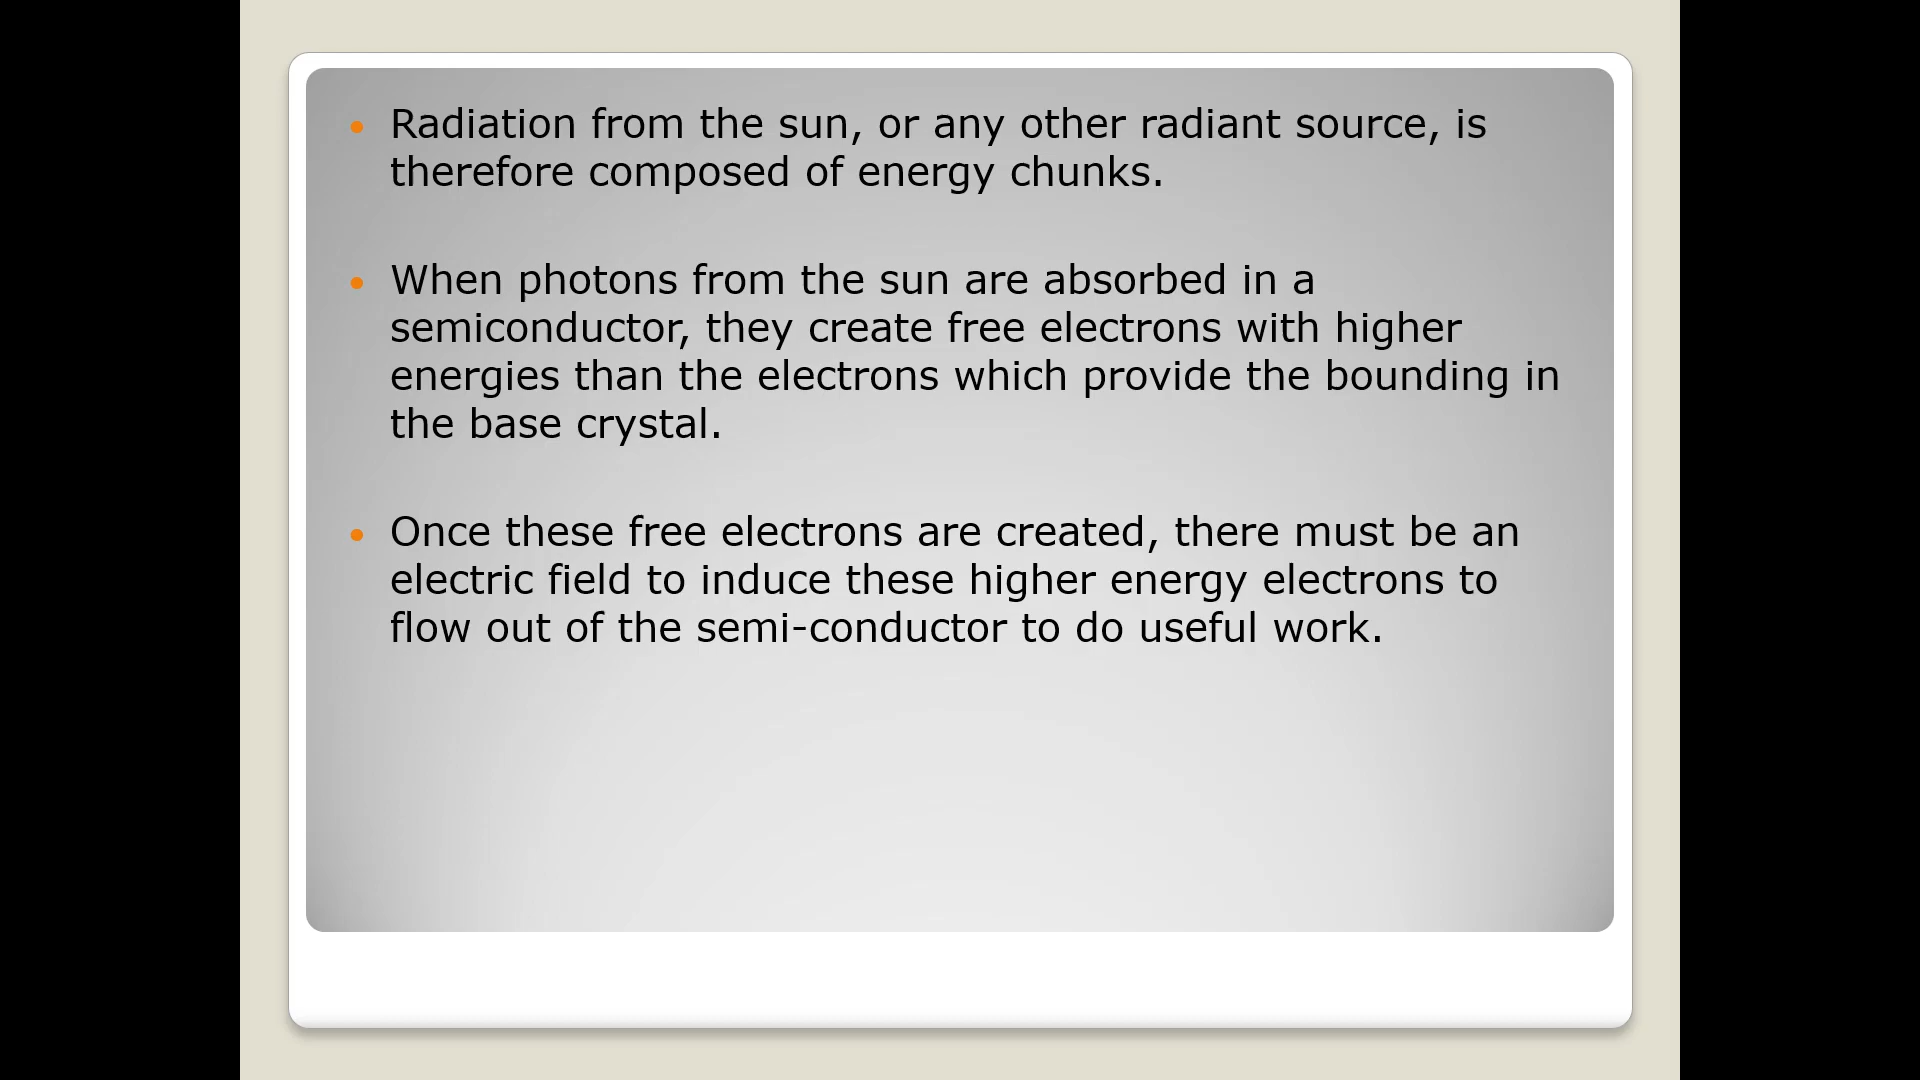 Radiation from the sun, or any other radiant source, is
therefore composed of energy chunks.
When photons from the sun are absorbed in a
semiconductor, they create free electrons with higher
energies than the electrons which provide the bounding in
the base crystal.
Once these free electrons are created, there must be an
electric field to induce these higher energy electrons to
flow out of the semi-conductor to do useful work.